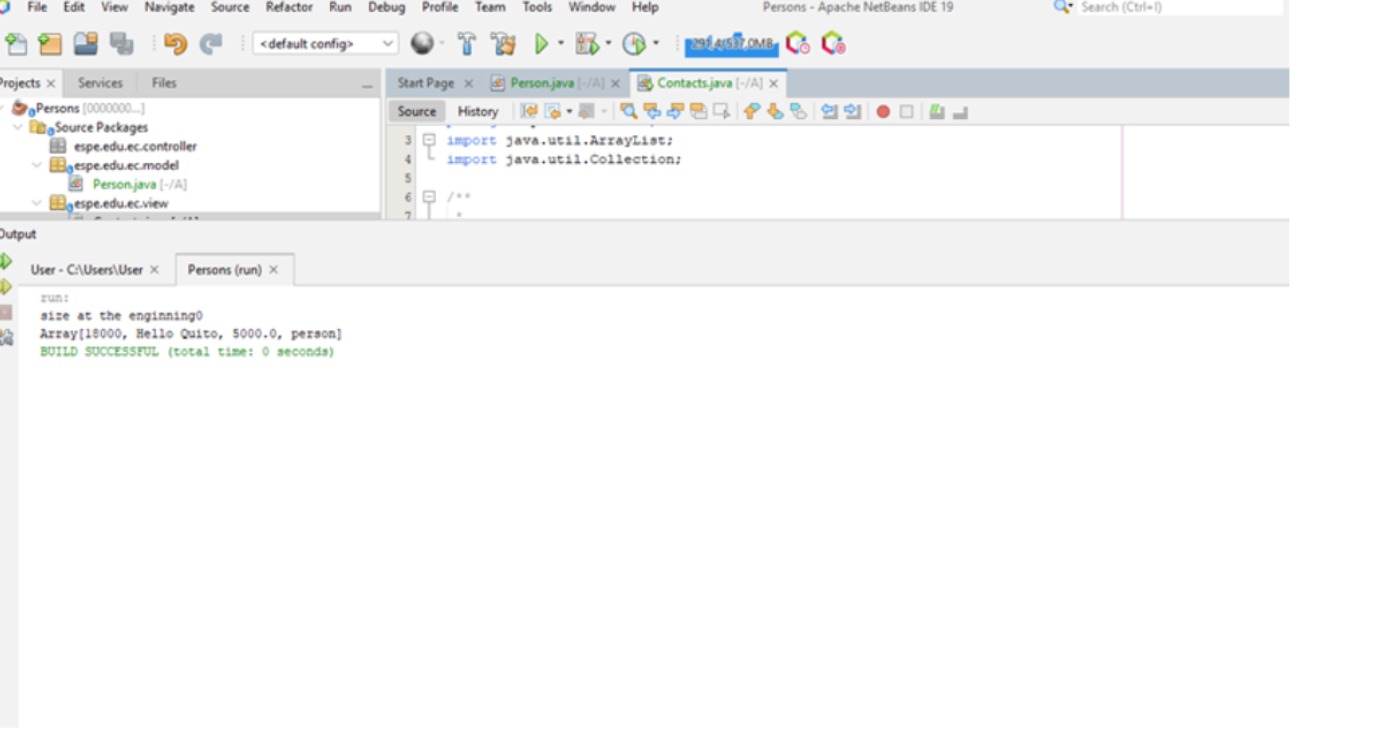 File Edit View Navigate Source Refactor Run Debug Profile Team Tools Window Help Persons - Apache NetBeans IDE 19 Search (Ctrl+I)
<default config>
Projects Services Files
Start Page Person.java [-/A] Contacts.java [-/A]
Persons [0000000...]
Source Packages
espe.edu.ec.controller
espe.edu.ec.model
Person.java [-/A]
espe.edu.ec.view
Source History
3 import java.util.ArrayList;
4 import java.util.Collection;
5
6 /**
7 *
Output
User - C:\Users\User Persons (run)
run:
size at the enginning0
Array[18000, Hello Quito, 5000.0, person]
BUILD SUCCESSFUL (total time: 0 seconds)